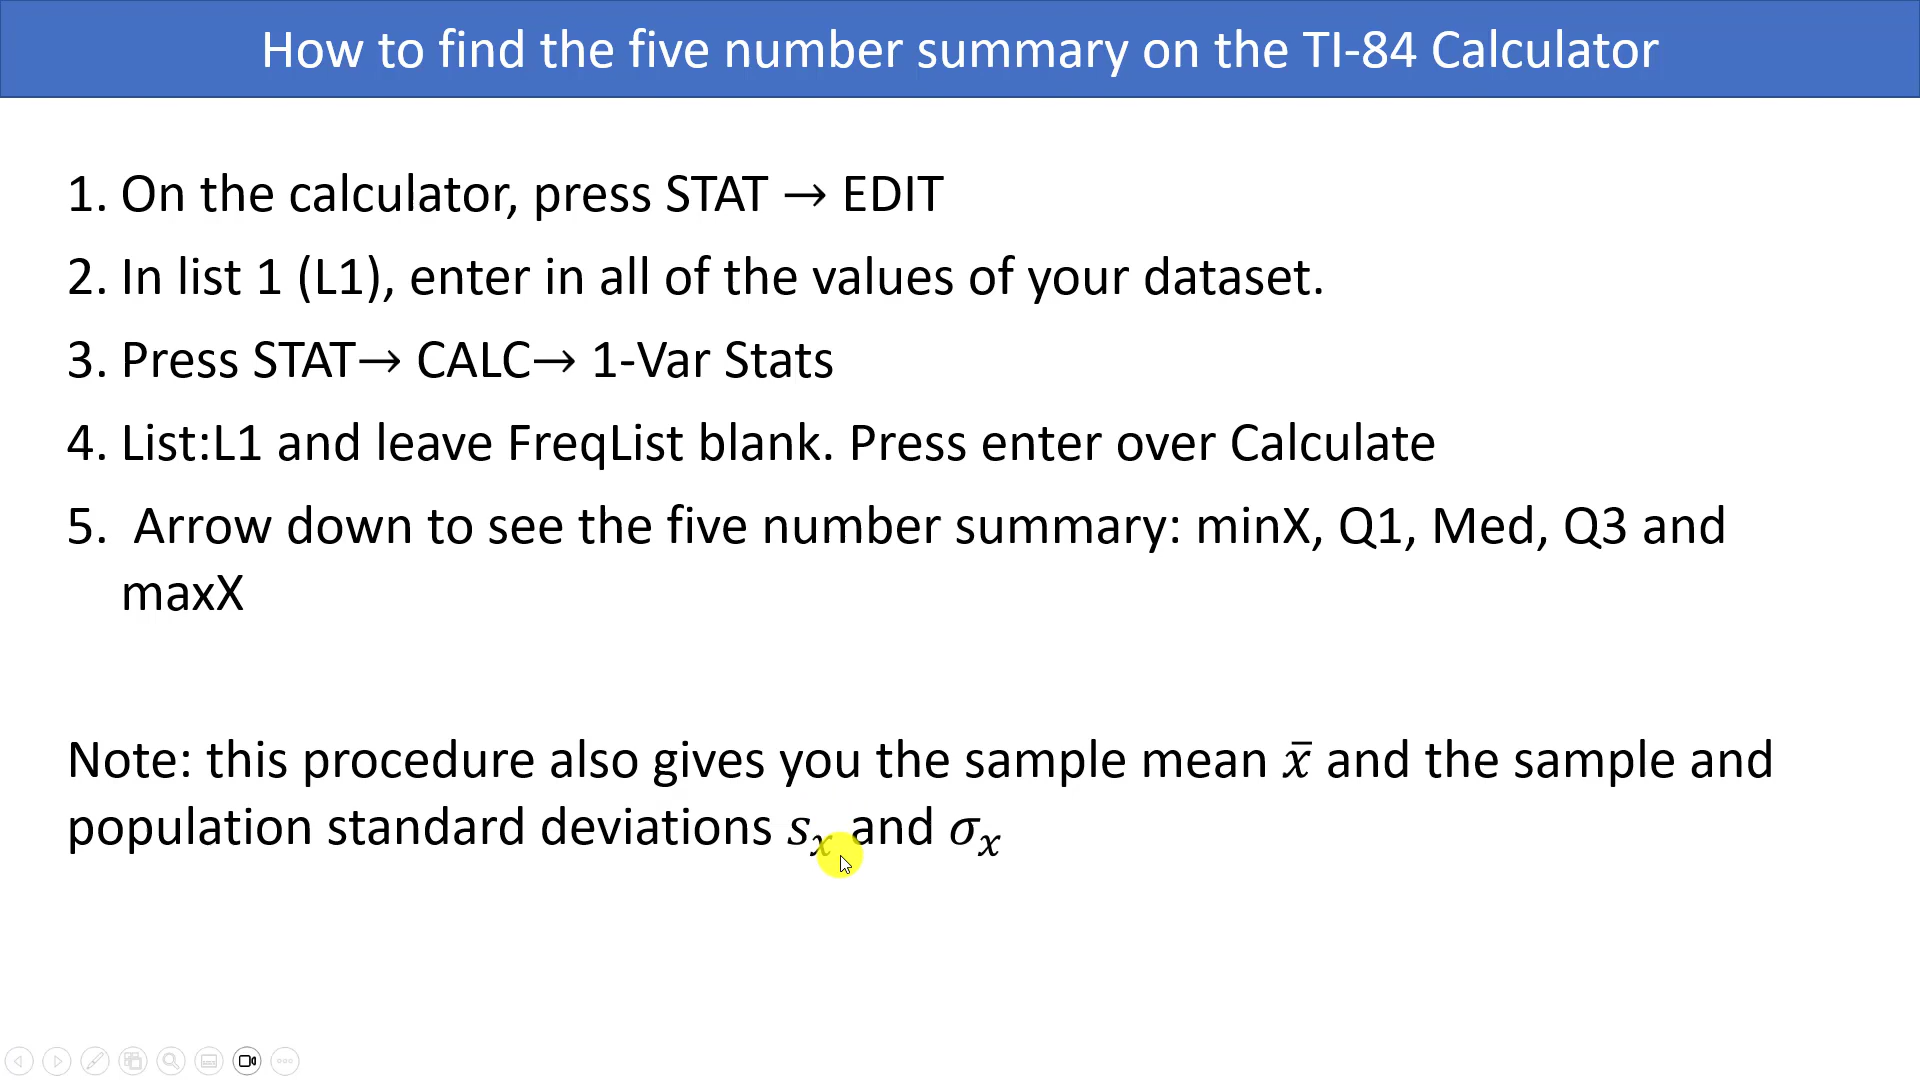 How to find the five number summary on the TI-84 Calculator
1. On the calculator, press STAT → EDIT
2. In list 1 (L1), enter in all of the values of your dataset.
3. Press STAT→ CALC→ 1-Var Stats
4. List:L1 and leave FreqList blank. Press enter over Calculate
5. Arrow down to see the five number summary: minX, Q1, Med, Q3 and
maxX
Note: this procedure also gives you the sample mean x̄ and the sample and
population standard deviations sₓ and σₓ